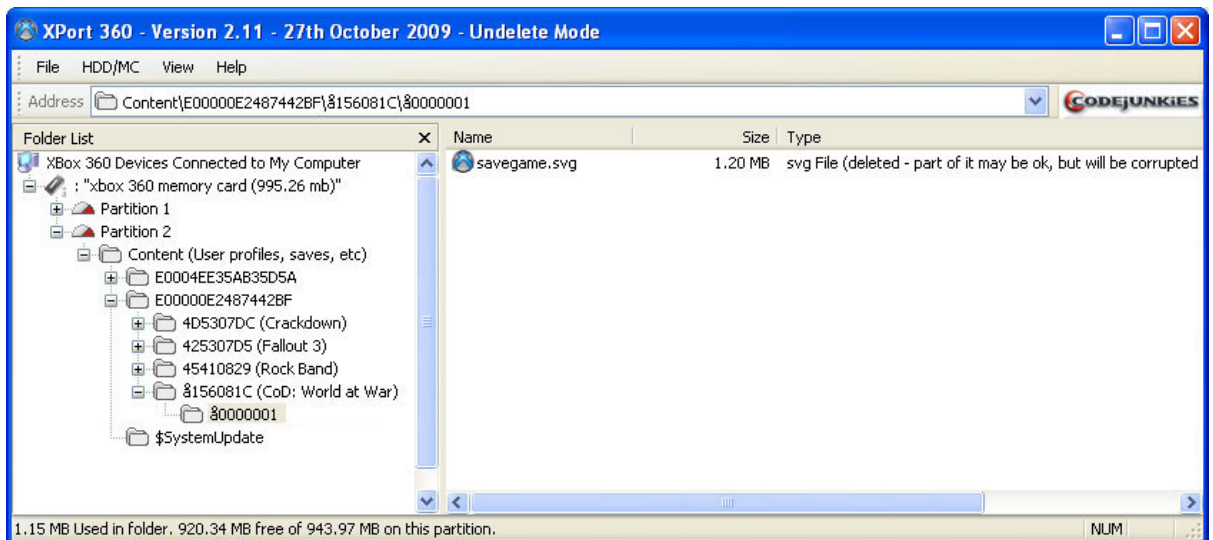 XPort 360 - Version 2.11 - 27th October 2009 - Undelete Mode
File HDD/MC View Help
Address Content\E00000E2487442BF\å156081C\å0000001 CODEJUNKIES
Folder List x Name Size Type
XBox 360 Devices Connected to My Computer savegame.svg 1.20 MB svg File (deleted - part of it may be ok, but will be corrupted
: "xbox 360 memory card (995.26 mb)"
Partition 1
Partition 2
Content (User profiles, saves, etc)
E0004EE35AB35D5A
E00000E2487442BF
4D5307DC (Crackdown)
425307D5 (Fallout 3)
45410829 (Rock Band)
å156081C (CoD: World at War)
å0000001
$SystemUpdate
1.15 MB Used in folder. 920.34 MB free of 943.97 MB on this partition. NUM